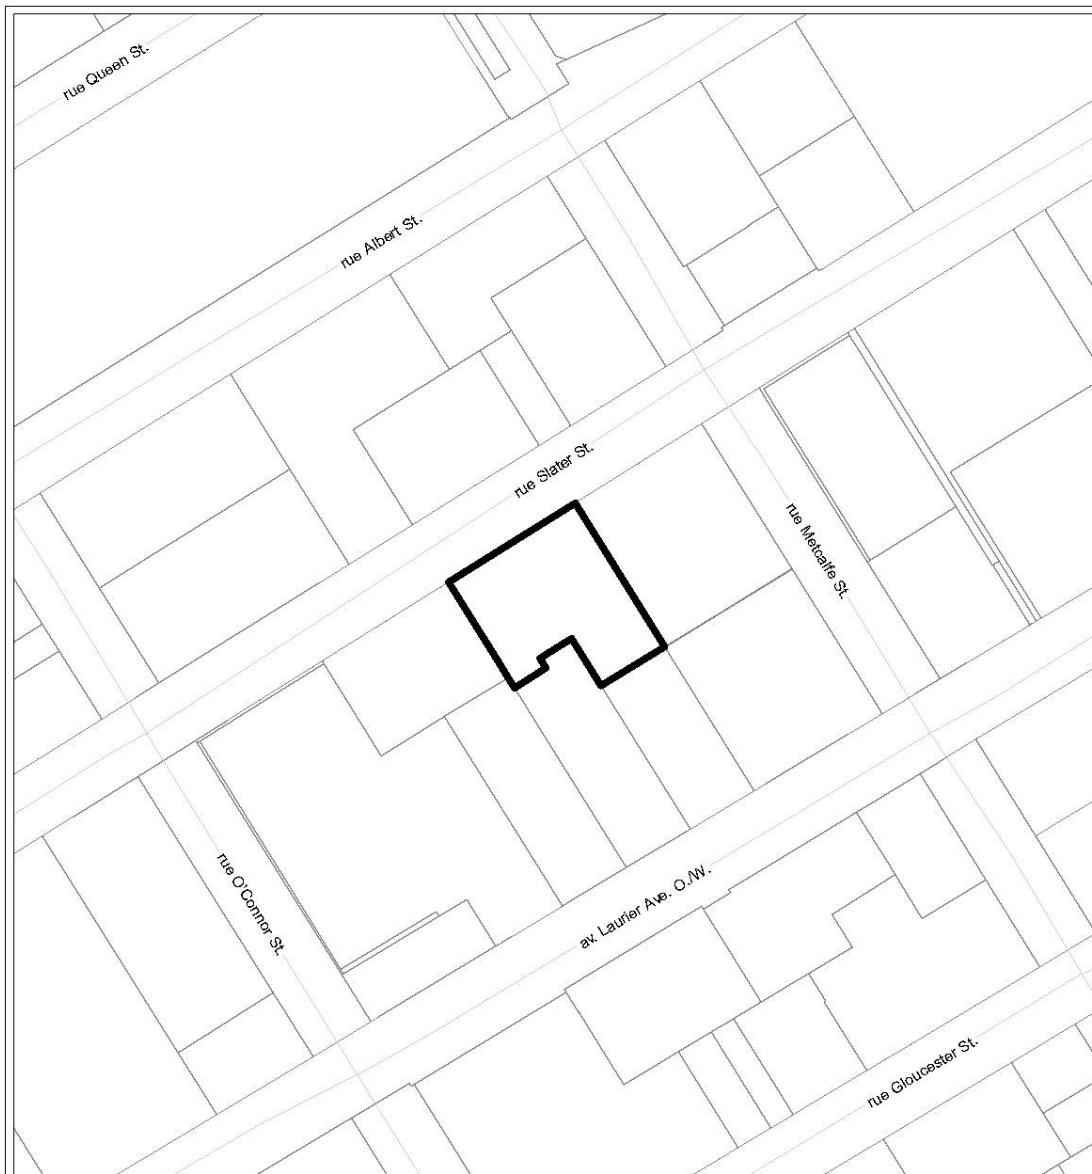 rue Queen St.
rue Albert St.
rue Slater St.
rue Metcalfe St.
rue O'Connor St.
av. Laurier Ave. O./W.
rue Gloucester St.